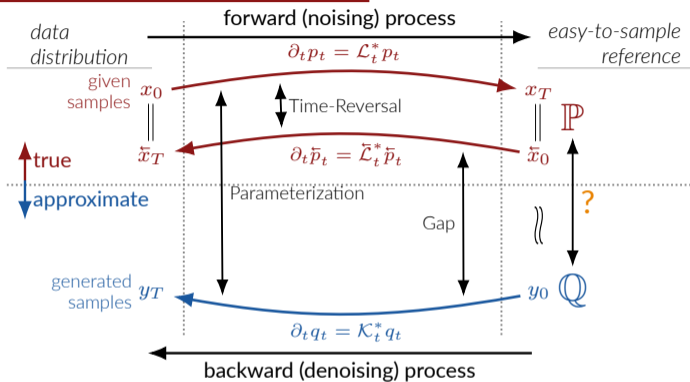 forward (noising) process
data
distribution
easy-to-sample
reference
∂ₜpₜ = ℒₜ*pₜ
given
samples
x₀
x_T
Time-Reversal
‖
‖
ℙ
x̄_T
∂ₜp̄ₜ = ℒ̄ₜ*p̄ₜ
x̄₀
true
approximate
Parameterization
?
Gap
≈
generated
samples
y_T
y₀
ℚ
∂ₜqₜ = 𝒦ₜ*qₜ
backward (denoising) process